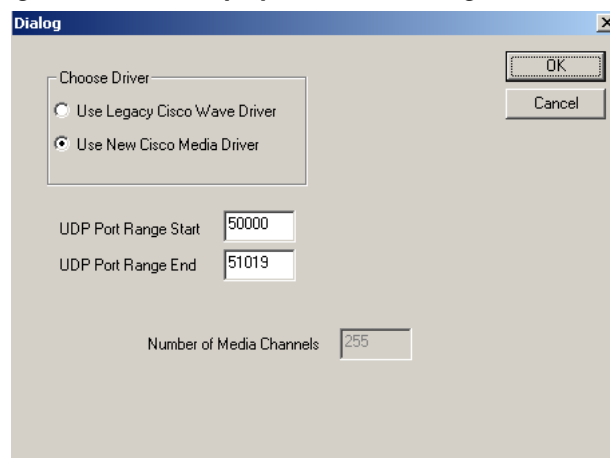 Dialog
Choose Driver
Use Legacy Cisco Wave Driver
Use New Cisco Media Driver
OK
Cancel
UDP Port Range Start 50000
UDP Port Range End 51019
Number of Media Channels 255